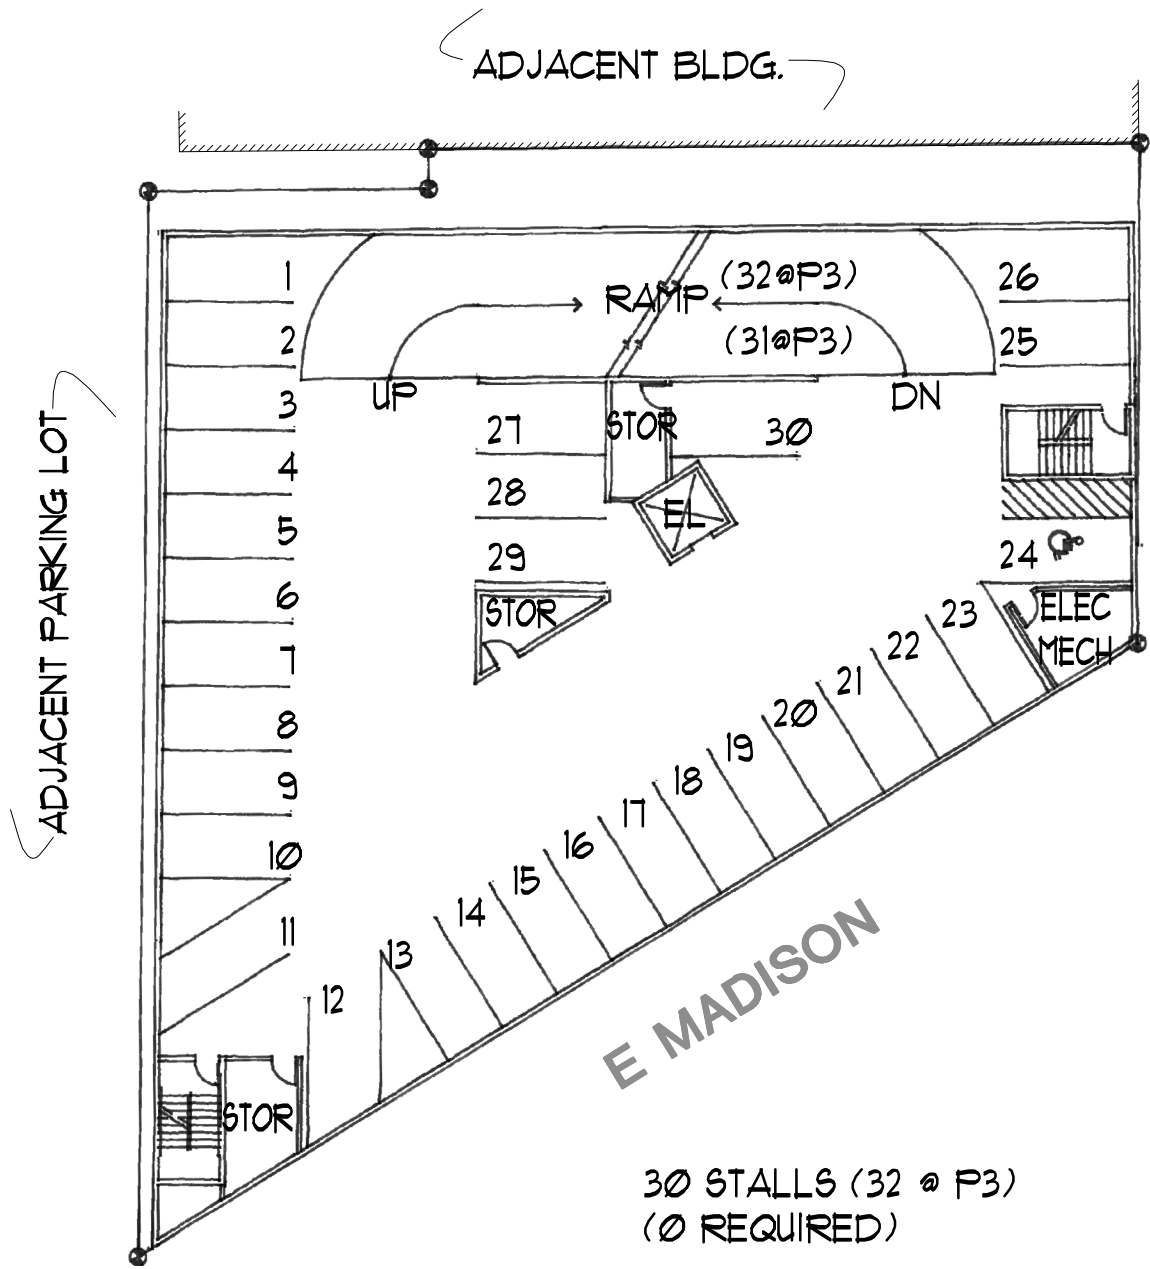 ADJACENT BLDG.
1
(32@P3)
26
RAMP
2
(31@P3)
25
UP
DN
3
STOR
27
30
4
28
EL
5
29
24
ADJACENT PARKING LOT
6
STOR
23
ELEC
MECH
7
22
21
8
20
19
9
18
17
10
16
15
11
14
13
12
E MADISON
STOR
30 STALLS (32 @ P3)
(0 REQUIRED)